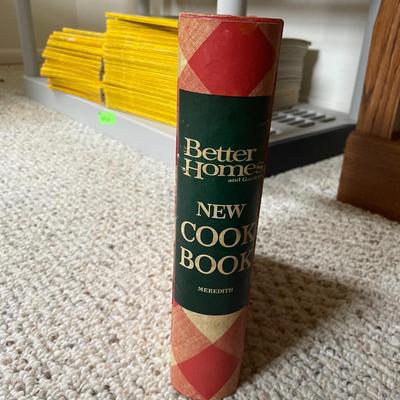 Better
Homes
and Gardens
NEW
COOK
BOOK
MEREDITH